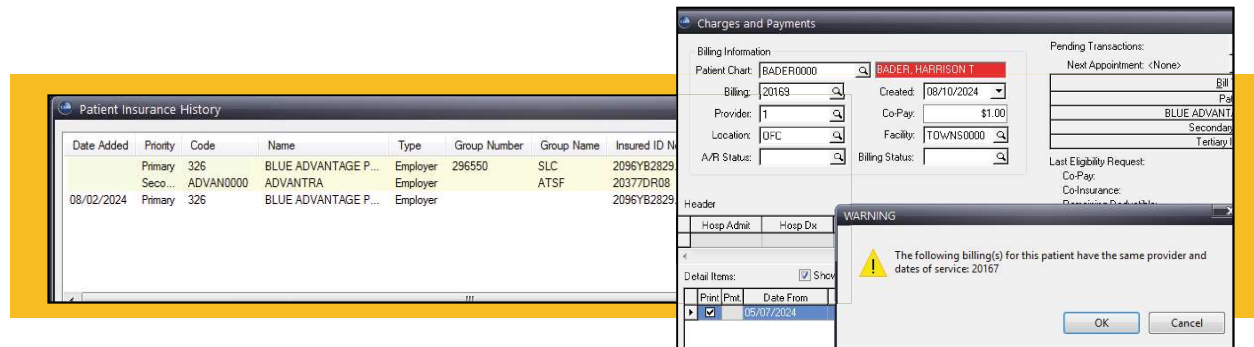 Patient Insurance History
Date Added Priority Code Name Type Group Number Group Name Insured ID N
Primary 326 BLUE ADVANTAGE P... Employer 296550 SLC 2096YB2829.
Seco... ADVAN0000 ADVANTRA Employer ATSF 20377DR08
08/02/2024 Primary 326 BLUE ADVANTAGE P... Employer 2096YB2829.
Charges and Payments
Billing Information
Patient Chart: BADER0000 BADER, HARRISON T
Billing: 20169 Created: 08/10/2024
Provider: 1 Co-Pay: $1.00
Location: OFC Facility: TOWNS0000
A/R Status: Billing Status:
Pending Transactions:
Next Appointment: <None>
Bill
Pa
BLUE ADVANT
Secondary
Tertiary
Last Eligibility Request:
Co-Pay:
Co-Insurance:
Remaining Deductible:
Header
Hosp Admit Hosp Dx
Detail Items: Show
Print Pmt. Date From
05/07/2024
WARNING
The following billing(s) for this patient have the same provider and
dates of service: 20167
OK Cancel